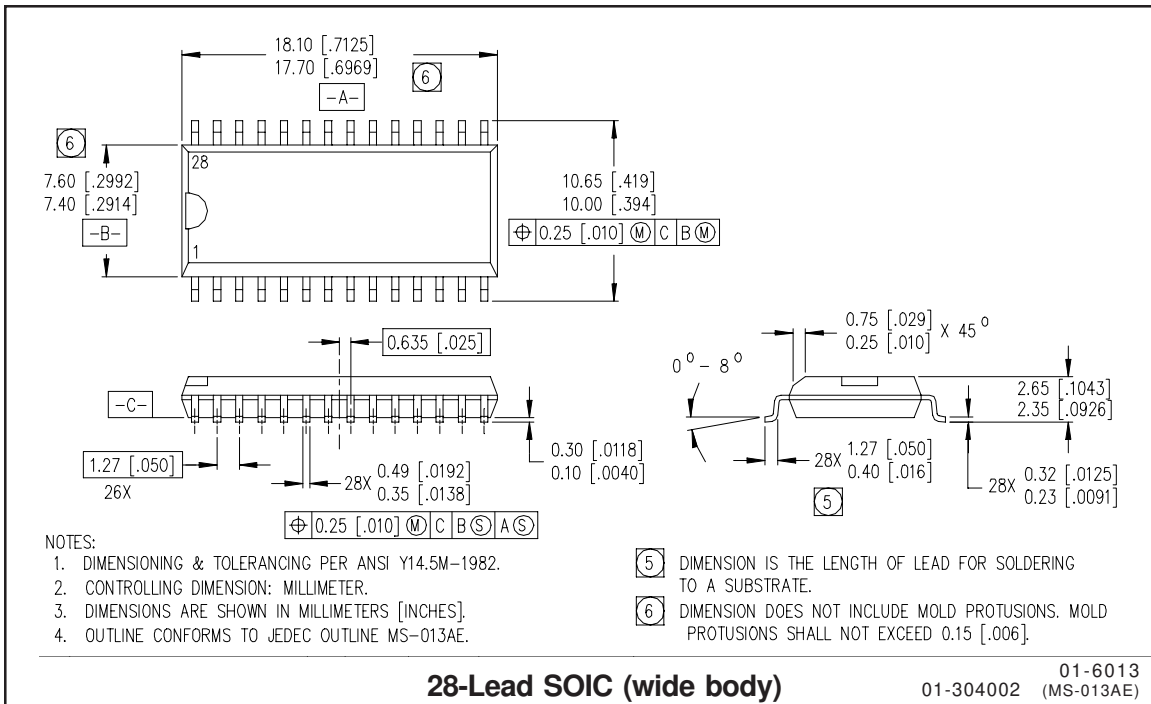 18.10 [.7125]
17.70 [.6969]
6
-A-
6
28
7.60 [.2992]
7.40 [.2914]
-B-
1
10.65 [.419]
10.00 [.394]
⌖ 0.25 [.010] Ⓜ C B Ⓜ
0.635 [.025]
-C-
1.27 [.050]
26X
28X 0.49 [.0192]
0.35 [.0138]
⌖ 0.25 [.010] Ⓜ C B Ⓢ A Ⓢ
0.30 [.0118]
0.10 [.0040]
0.75 [.029]
0.25 [.010] X 45°
0° – 8°
2.65 [.1043]
2.35 [.0926]
28X 1.27 [.050]
0.40 [.016]
5
28X 0.32 [.0125]
0.23 [.0091]
NOTES:
1. DIMENSIONING & TOLERANCING PER ANSI Y14.5M–1982.
2. CONTROLLING DIMENSION: MILLIMETER.
3. DIMENSIONS ARE SHOWN IN MILLIMETERS [INCHES].
4. OUTLINE CONFORMS TO JEDEC OUTLINE MS–013AE.
5 DIMENSION IS THE LENGTH OF LEAD FOR SOLDERING
TO A SUBSTRATE.
6 DIMENSION DOES NOT INCLUDE MOLD PROTUSIONS. MOLD
PROTUSIONS SHALL NOT EXCEED 0.15 [.006].
28-Lead SOIC (wide body)
01-6013
01-304002 (MS-013AE)